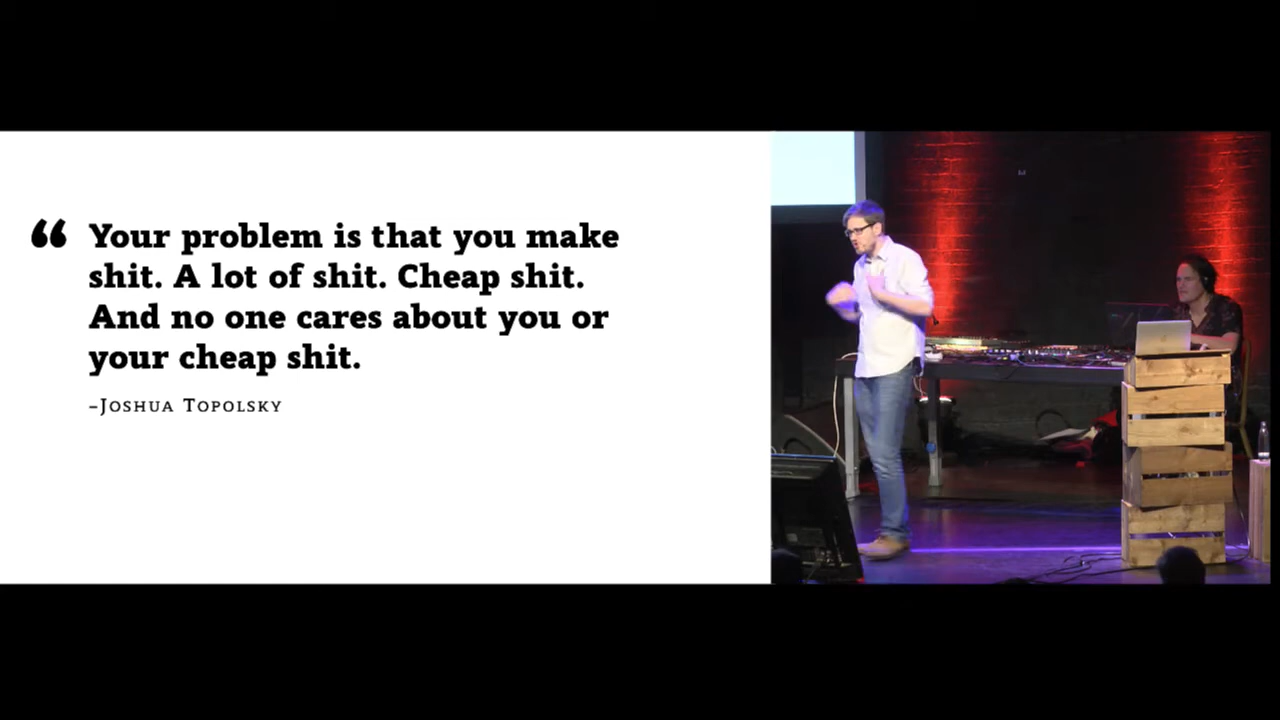 “ Your problem is that you make
shit. A lot of shit. Cheap shit.
And no one cares about you or
your cheap shit.
–Joshua Topolsky